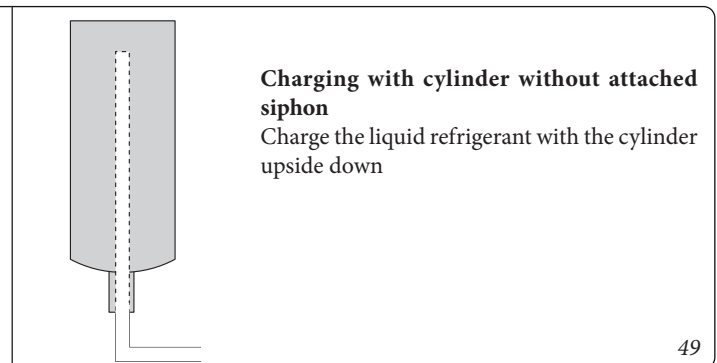 Charging with cylinder without attached
siphon
Charge the liquid refrigerant with the cylinder
upside down
49